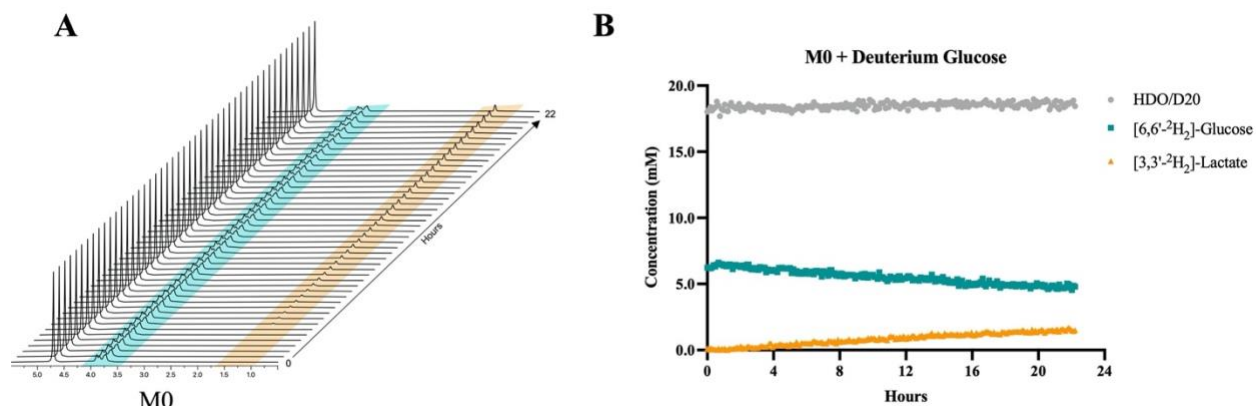 A
22
Hours
0
5.0 4.5 4.0 3.5 3.0 2.5 2.0 1.5 1.0
M0
B
M0 + Deuterium Glucose
20.0
15.0
10.0
5.0
0.0
Concentration (mM)
0 4 8 12 16 20 24
Hours
HDO/D20
[6,6'-²H₂]-Glucose
[3,3'-²H₂]-Lactate